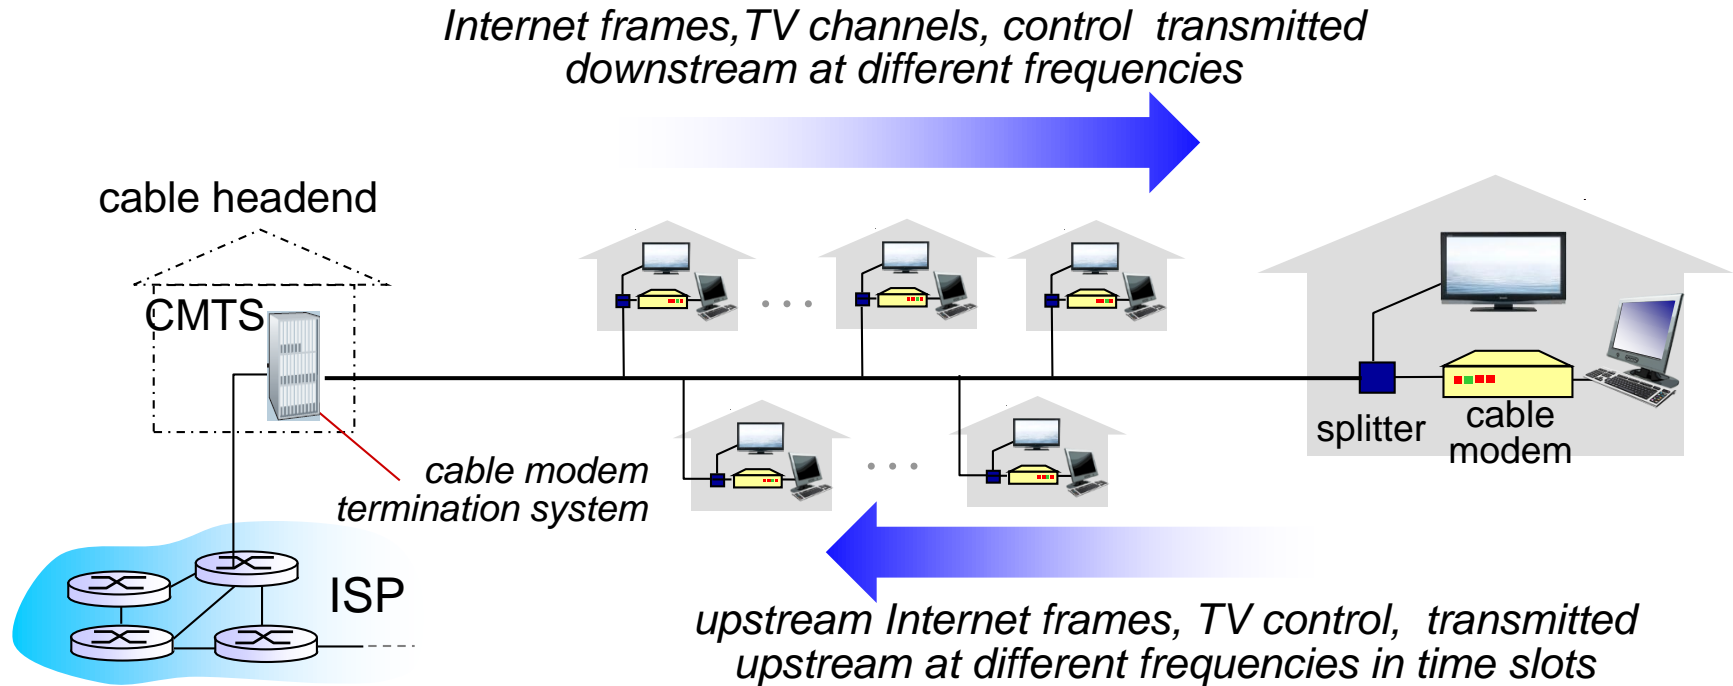 Internet frames,TV channels, control  transmitted
downstream at different frequencies
cable headend
CMTS
splitter
cable
modem
cable modem
termination system
ISP
upstream Internet frames, TV control,  transmitted
upstream at different frequencies in time slots